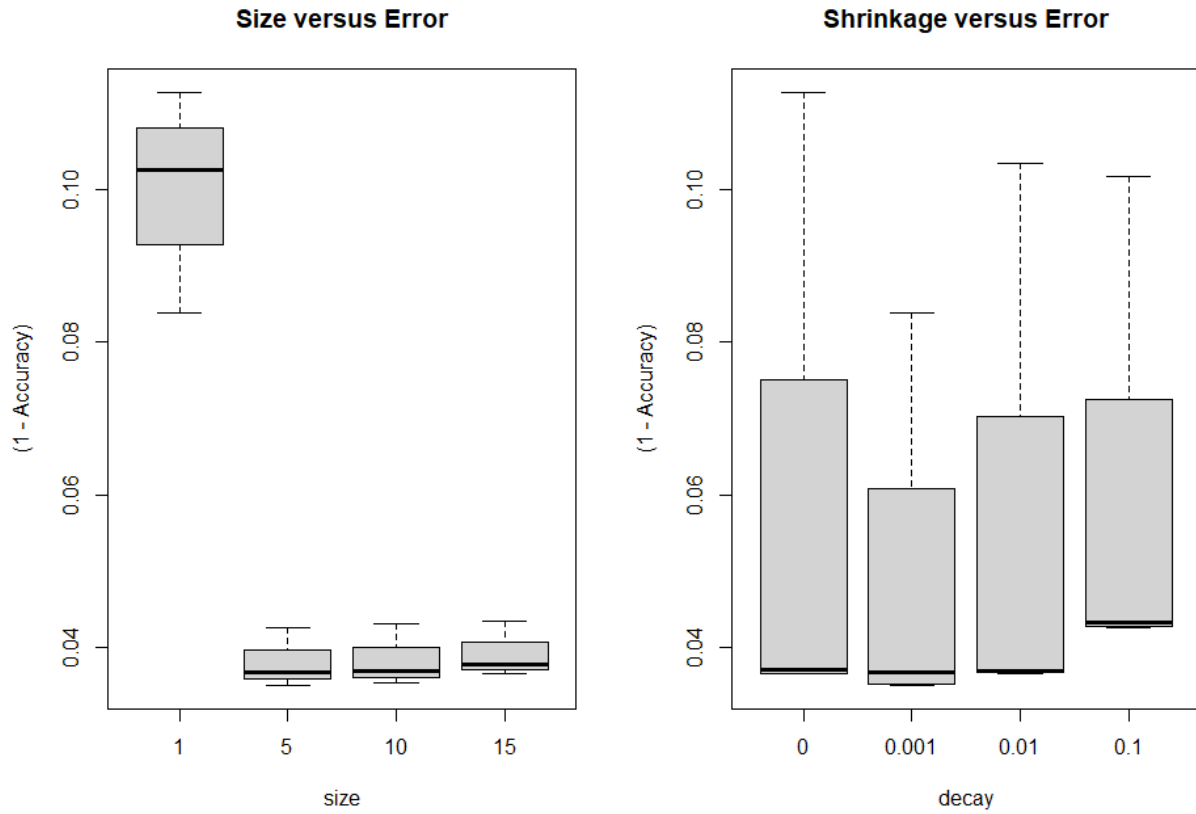 Size versus Error
(1 - Accuracy)
0.10
0.08
0.06
0.04
1 5 10 15
size
Shrinkage versus Error
(1 - Accuracy)
0.10
0.08
0.06
0.04
0 0.001 0.01 0.1
decay